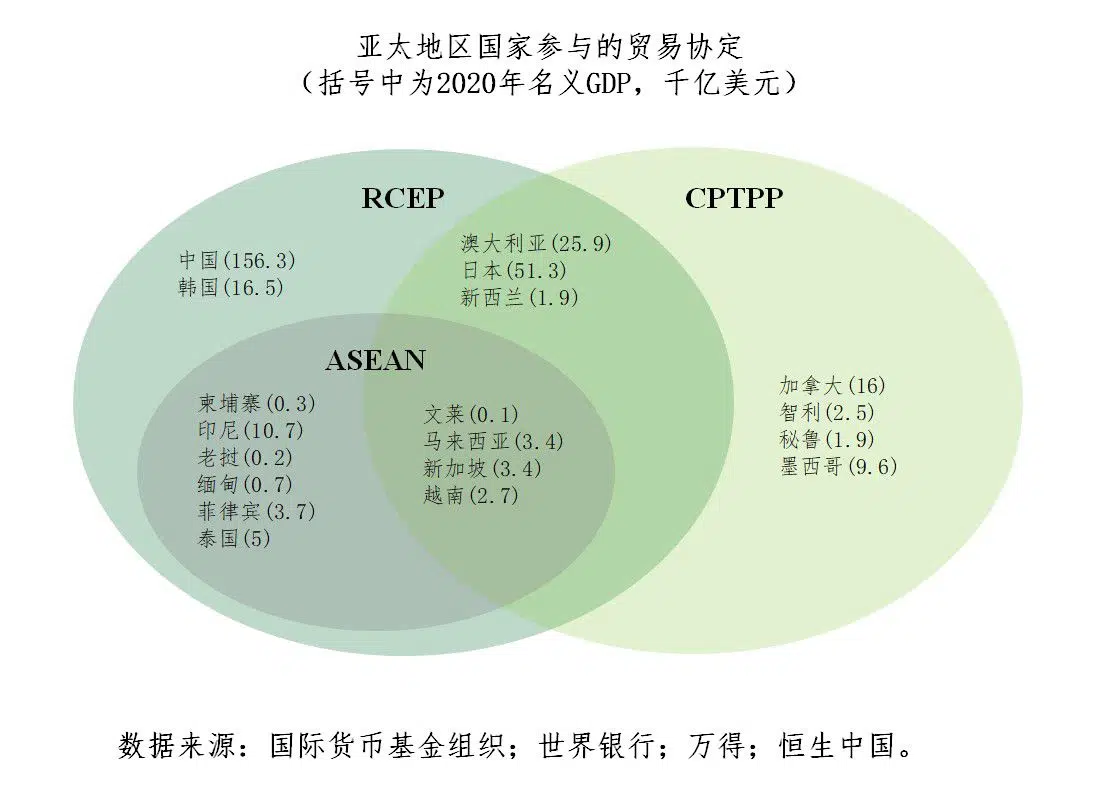 亚太地区国家参与的贸易协定
（括号中为2020年名义GDP，千亿美元）
RCEP
CPTPP
中国(156.3)
韩国(16.5)
澳大利亚(25.9)
日本(51.3)
新西兰(1.9)
ASEAN
柬埔寨(0.3)
印尼(10.7)
老挝(0.2)
缅甸(0.7)
菲律宾(3.7)
泰国(5)
文莱(0.1)
马来西亚(3.4)
新加坡(3.4)
越南(2.7)
加拿大(16)
智利(2.5)
秘鲁(1.9)
墨西哥(9.6)
数据来源：国际货币基金组织；世界银行；万得；恒生中国。